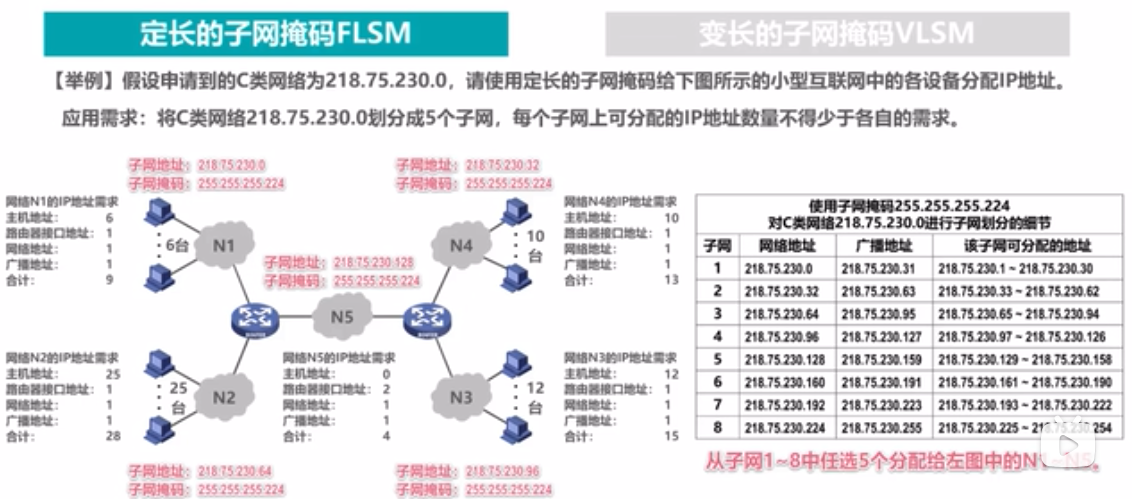 定长的子网掩码FLSM
变长的子网掩码VLSM
【举例】假设申请到的C类网络为218.75.230.0，请使用定长的子网掩码给下图所示的小型互联网中的各设备分配IP地址。
应用需求：将C类网络218.75.230.0划分成5个子网，每个子网上可分配的IP地址数量不得少于各自的需求。
子网地址：218.75.230.0
子网掩码：255.255.255.224
子网地址：218.75.230.32
子网掩码：255.255.255.224
网络N1的IP地址需求
主机地址： 6
路由器接口地址： 1
网络地址： 1
广播地址： 1
合计： 9
6台
N1
N4
10
台
网络N4的IP地址需求
主机地址： 10
路由器接口地址： 1
网络地址： 1
广播地址： 1
合计： 13
子网地址：218.75.230.128
子网掩码：255.255.255.224
N5
网络N2的IP地址需求
主机地址： 25
路由器接口地址： 1
网络地址： 1
广播地址： 1
合计： 28
25
台
N2
网络N5的IP地址需求
主机地址： 0
路由器接口地址： 2
网络地址： 1
广播地址： 1
合计： 4
N3
12
台
网络N3的IP地址需求
主机地址： 12
路由器接口地址： 1
网络地址： 1
广播地址： 1
合计： 15
子网地址：218.75.230.64
子网掩码：255.255.255.224
子网地址：218.75.230.96
子网掩码：255.255.255.224
使用子网掩码255.255.255.224
对C类网络218.75.230.0进行子网划分的细节
子网 网络地址 广播地址 该子网可分配的地址
1 218.75.230.0 218.75.230.31 218.75.230.1 ~ 218.75.230.30
2 218.75.230.32 218.75.230.63 218.75.230.33 ~ 218.75.230.62
3 218.75.230.64 218.75.230.95 218.75.230.65 ~ 218.75.230.94
4 218.75.230.96 218.75.230.127 218.75.230.97 ~ 218.75.230.126
5 218.75.230.128 218.75.230.159 218.75.230.129 ~ 218.75.230.158
6 218.75.230.160 218.75.230.191 218.75.230.161 ~ 218.75.230.190
7 218.75.230.192 218.75.230.223 218.75.230.193 ~ 218.75.230.222
8 218.75.230.224 218.75.230.255 218.75.230.225 ~ 218.75.230.254
从子网1~8中任选5个分配给左图中的N1~N5。